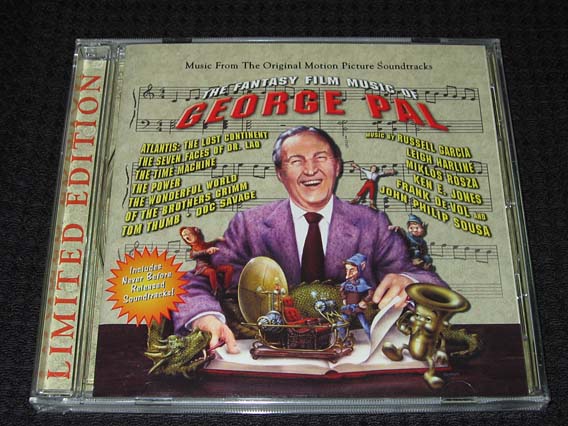 LIMITED EDITION
Music From The Original Motion Picture Soundtracks
THE FANTASY FILM MUSIC OF
GEORGE PAL
ATLANTIS: THE LOST CONTINENT
THE SEVEN FACES OF DR. LAO
THE TIME MACHINE
THE POWER
THE WONDERFUL WORLD
OF THE BROTHERS GRIMM
TOM THUMB • DOC SAVAGE
MUSIC BY RUSSELL GARCIA
LEIGH HARLINE
MIKLOS ROSZA
KEN E. JONES
FRANK DEVOL AND
JOHN PHILIP SOUSA
Includes
Never Before
Released
Soundtracks!